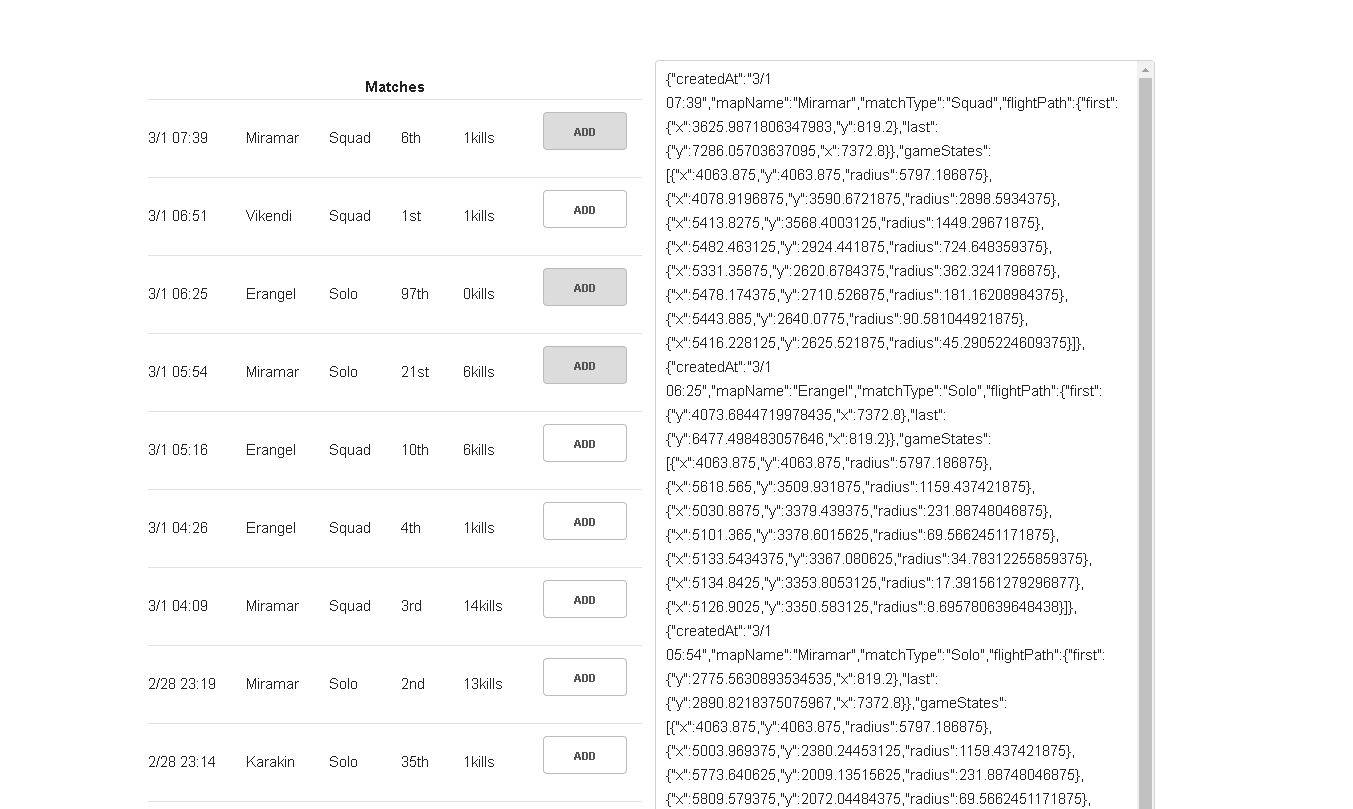 Matches
3/1 07:39 Miramar Squad 6th 1kills ADD
3/1 06:51 Vikendi Squad 1st 1kills ADD
3/1 06:25 Erangel Solo 97th 0kills ADD
3/1 05:54 Miramar Solo 21st 6kills ADD
3/1 05:16 Erangel Squad 10th 6kills ADD
3/1 04:26 Erangel Squad 4th 1kills ADD
3/1 04:09 Miramar Squad 3rd 14kills ADD
2/28 23:19 Miramar Solo 2nd 13kills ADD
2/28 23:14 Karakin Solo 35th 1kills ADD
{"createdAt":"3/1
07:39","mapName":"Miramar","matchType":"Squad","flightPath":{"first":
{"x":3625.9871806347983,"y":819.2},"last":
{"y":7286.05703637095,"x":7372.8}},"gameStates":
[{"x":4063.875,"y":4063.875,"radius":5797.186875},
{"x":4078.9196875,"y":3590.6721875,"radius":2898.5934375},
{"x":5413.8275,"y":3568.4003125,"radius":1449.29671875},
{"x":5482.463125,"y":2924.441875,"radius":724.648359375},
{"x":5331.35875,"y":2620.6784375,"radius":362.3241796875},
{"x":5478.174375,"y":2710.526875,"radius":181.16208984375},
{"x":5443.885,"y":2640.0775,"radius":90.581044921875},
{"x":5416.228125,"y":2625.521875,"radius":45.2905224609375}]},
{"createdAt":"3/1
06:25","mapName":"Erangel","matchType":"Solo","flightPath":{"first":
{"y":4073.6844719978435,"x":7372.8},"last":
{"y":6477.498483057646,"x":819.2}},"gameStates":
[{"x":4063.875,"y":4063.875,"radius":5797.186875},
{"x":5618.565,"y":3509.931875,"radius":1159.437421875},
{"x":5030.8875,"y":3379.439375,"radius":231.88748046875},
{"x":5101.365,"y":3378.6015625,"radius":69.5662451171875},
{"x":5133.5434375,"y":3367.080625,"radius":34.78312255859375},
{"x":5134.8425,"y":3353.8053125,"radius":17.391561279296877},
{"x":5126.9025,"y":3350.583125,"radius":8.695780639648438}]},
{"createdAt":"3/1
05:54","mapName":"Miramar","matchType":"Solo","flightPath":{"first":
{"y":2775.5630893534535,"x":819.2},"last":
{"y":2890.8218375075967,"x":7372.8}},"gameStates":
[{"x":4063.875,"y":4063.875,"radius":5797.186875},
{"x":5003.969375,"y":2380.24453125,"radius":1159.437421875},
{"x":5773.640625,"y":2009.13515625,"radius":231.88748046875},
{"x":5809.579375,"y":2072.04484375,"radius":69.5662451171875},